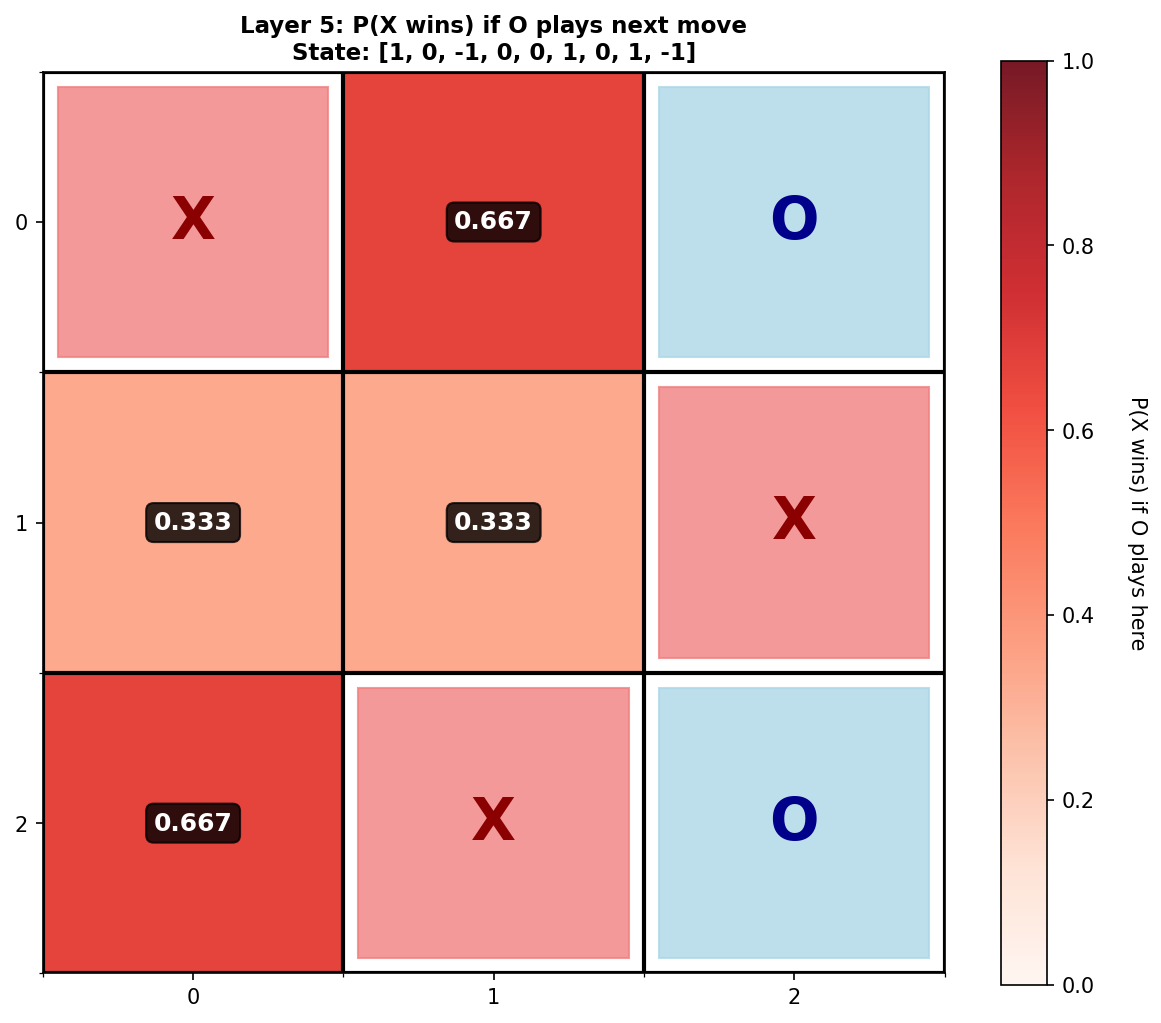 Layer 5: P(X wins) if O plays next move
State: [1, 0, -1, 0, 0, 1, 0, 1, -1]
0
X
0.667
O
1
0.333
0.333
X
2
0.667
X
O
0
1
2
1.0
0.8
0.6
0.4
0.2
0.0
P(X wins) if O plays here